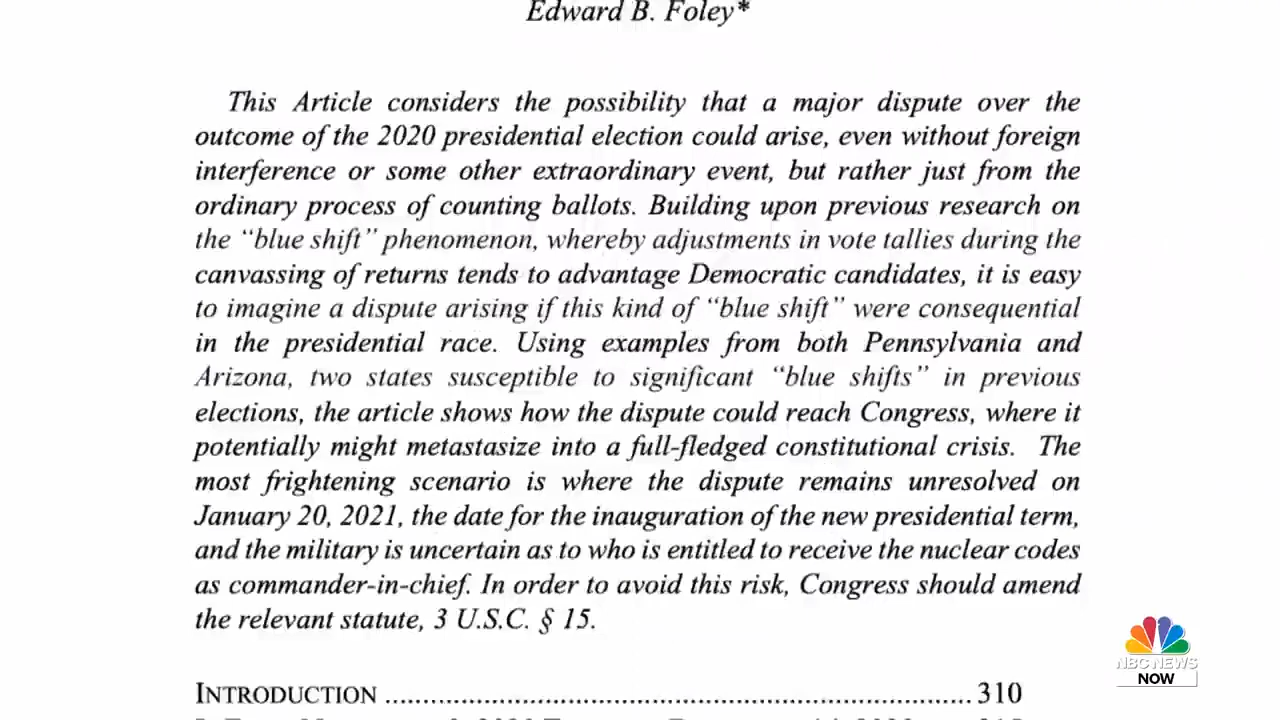 Edward B. Foley*
This Article considers the possibility that a major dispute over the
outcome of the 2020 presidential election could arise, even without foreign
interference or some other extraordinary event, but rather just from the
ordinary process of counting ballots. Building upon previous research on
the “blue shift” phenomenon, whereby adjustments in vote tallies during the
canvassing of returns tends to advantage Democratic candidates, it is easy
to imagine a dispute arising if this kind of “blue shift” were consequential
in the presidential race. Using examples from both Pennsylvania and
Arizona, two states susceptible to significant “blue shifts” in previous
elections, the article shows how the dispute could reach Congress, where it
potentially might metastasize into a full-fledged constitutional crisis. The
most frightening scenario is where the dispute remains unresolved on
January 20, 2021, the date for the inauguration of the new presidential term,
and the military is uncertain as to who is entitled to receive the nuclear codes
as commander-in-chief. In order to avoid this risk, Congress should amend
the relevant statute, 3 U.S.C. § 15.
INTRODUCTION ........................................................................ 310
NBC NEWS
NOW